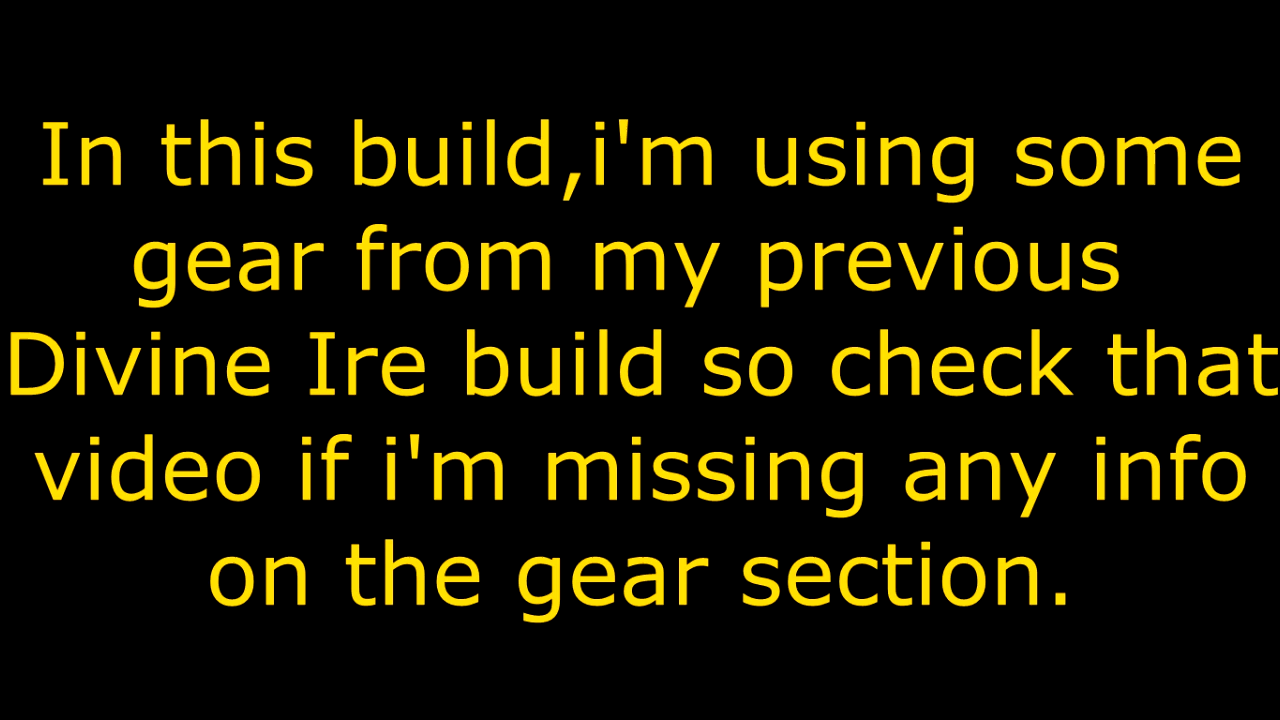 In this build,i'm using some
gear from my previous
Divine Ire build so check that
video if i'm missing any info
on the gear section.